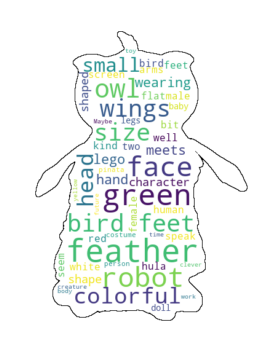 toy
small bird feet
screen arms
shaped owl wearing
flat male
wings baby
size bit
Maybe. legs well
kind two meets
head lego face
pinata
hand character
yellow green
female human
bird feet
costume time
red speak
feather
seem white person hula clever
shape robot
creature
body colorful work
doll